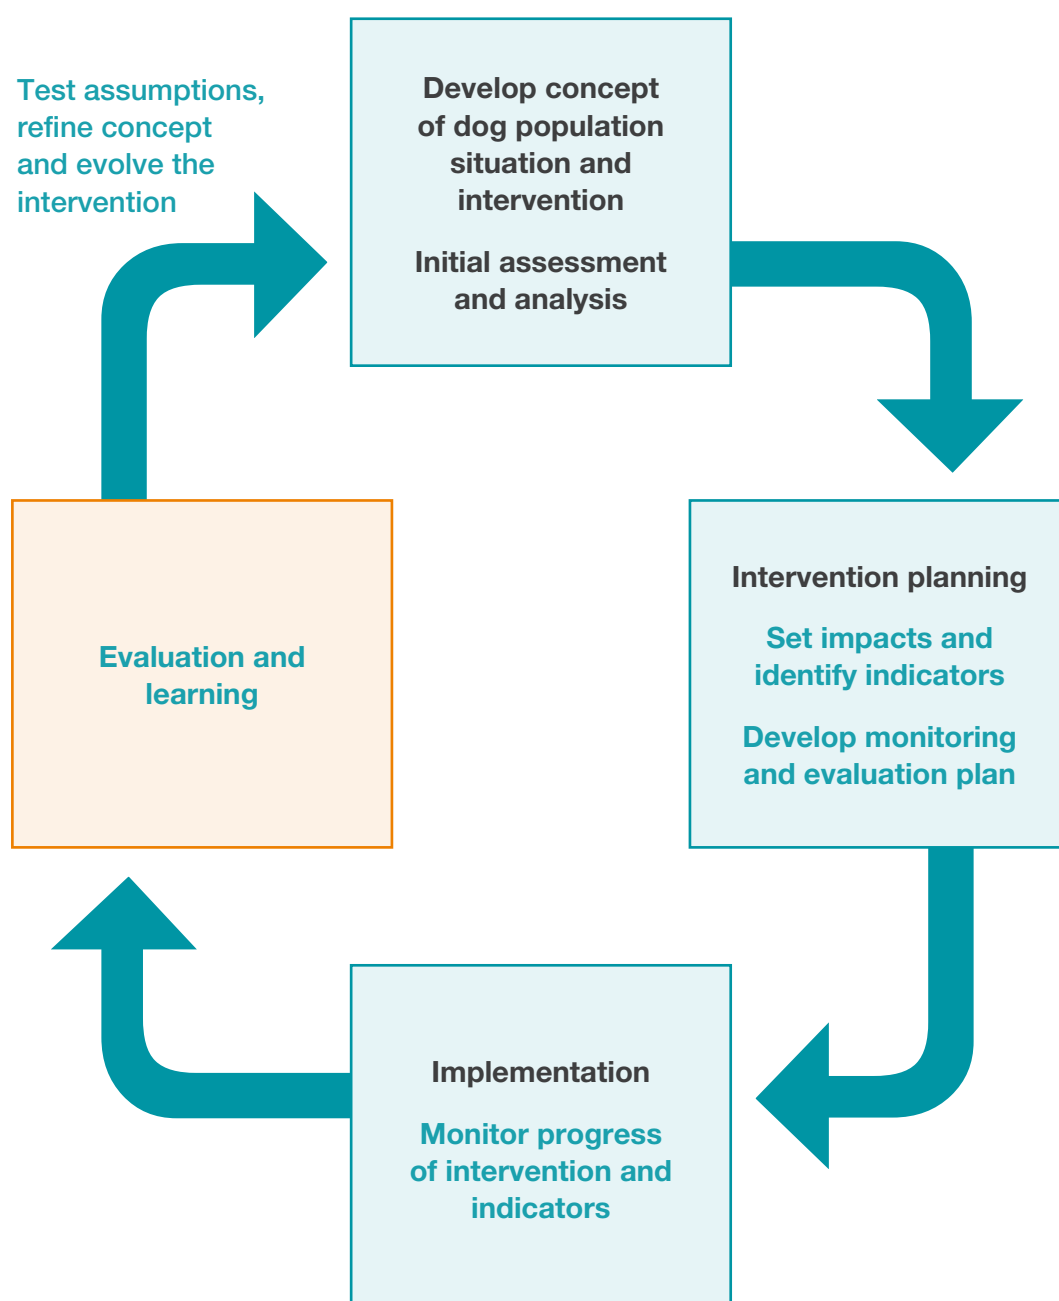 Test assumptions,
refine concept
and evolve the
intervention
Develop concept
of dog population
situation and
intervention
Initial assessment
and analysis
Intervention planning
Set impacts and
identify indicators
Develop monitoring
and evaluation plan
Implementation
Monitor progress
of intervention and
indicators
Evaluation and
learning